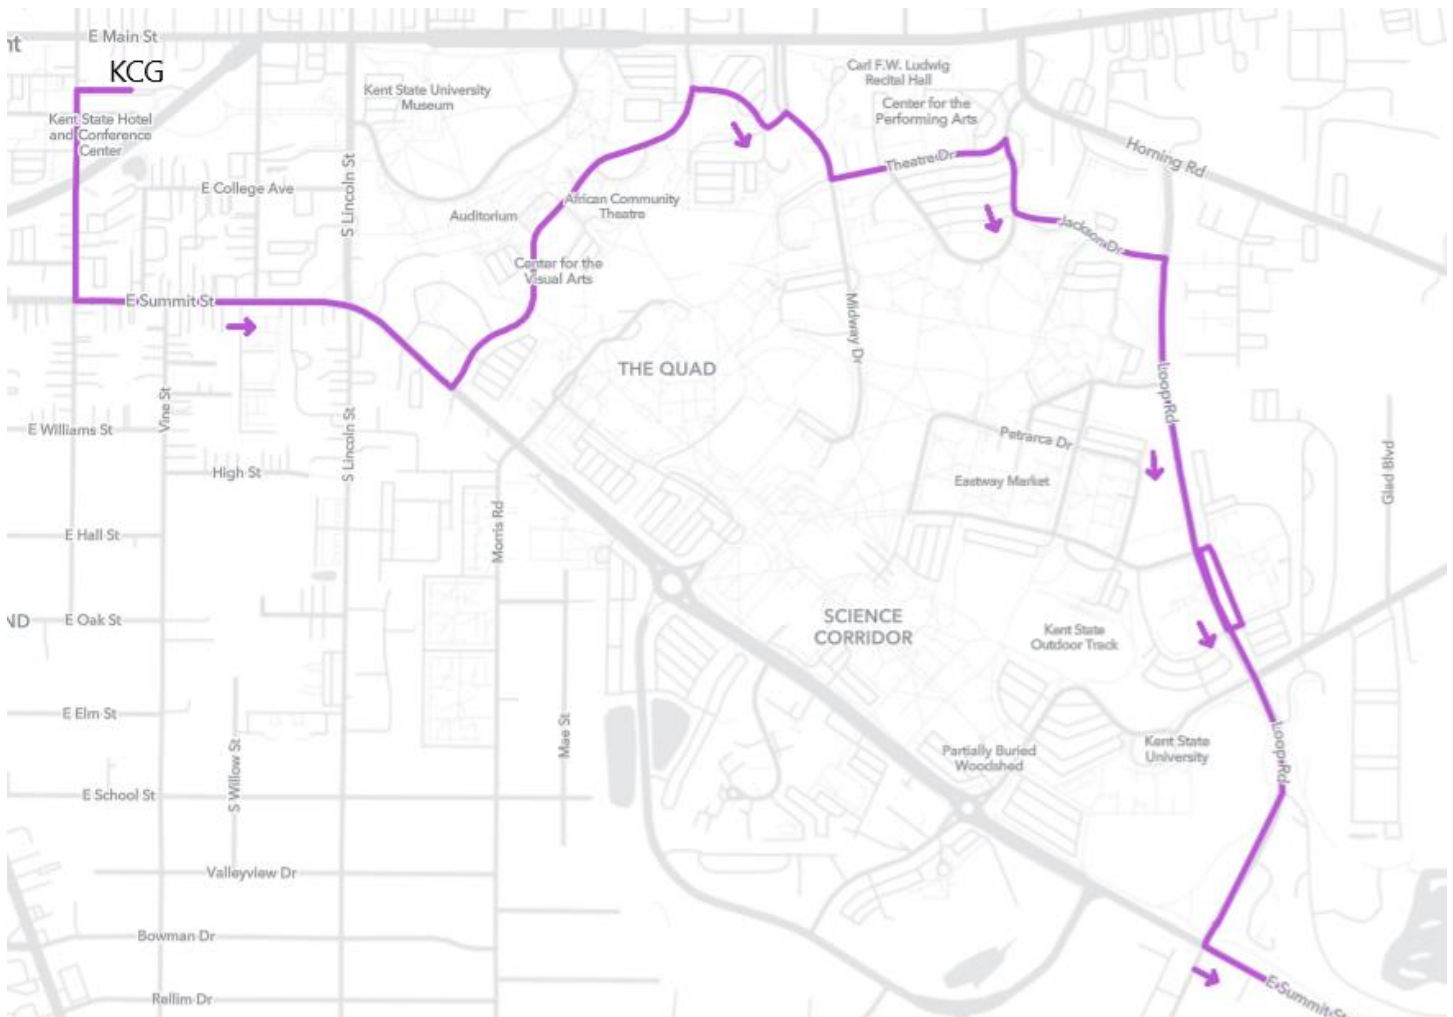 E Main St
nt
KCG
Kent State University
Museum
Carl F.W. Ludwig
Recital Hall
Center for the
Performing Arts
Kent State Hotel
and Conference
Center
Horning Rd
Theatre Dr
E College Ave
S Lincoln St
African Community
Theatre
Auditorium
Jackson Dr
Center for the
Visual Arts
E Summit St
Midway Dr
THE QUAD
Loop Rd
Vine St
E Williams St
S Lincoln St
Petrarca Dr
High St
Eastway Market
Glad Blvd
Morris Rd
E Hall St
ND
E Oak St
SCIENCE
CORRIDOR
Kent State
Outdoor Track
E Elm St
Mae St
S Willow St
Kent State
University
Partially Buried
Woodshed
Loop Rd
E School St
Valleyview Dr
Bowman Dr
Rellim Dr
E Summit St